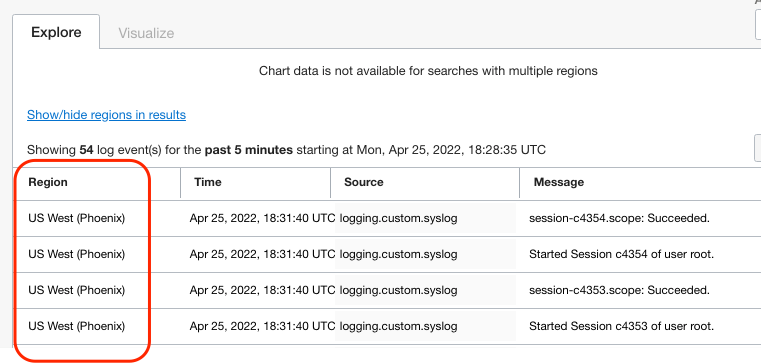 Explore Visualize
Chart data is not available for searches with multiple regions
Show/hide regions in results
Showing 54 log event(s) for the past 5 minutes starting at Mon, Apr 25, 2022, 18:28:35 UTC
Region Time Source Message
US West (Phoenix) Apr 25, 2022, 18:31:40 UTC logging.custom.syslog session-c4354.scope: Succeeded.
US West (Phoenix) Apr 25, 2022, 18:31:40 UTC logging.custom.syslog Started Session c4354 of user root.
US West (Phoenix) Apr 25, 2022, 18:31:40 UTC logging.custom.syslog session-c4353.scope: Succeeded.
US West (Phoenix) Apr 25, 2022, 18:31:40 UTC logging.custom.syslog Started Session c4353 of user root.